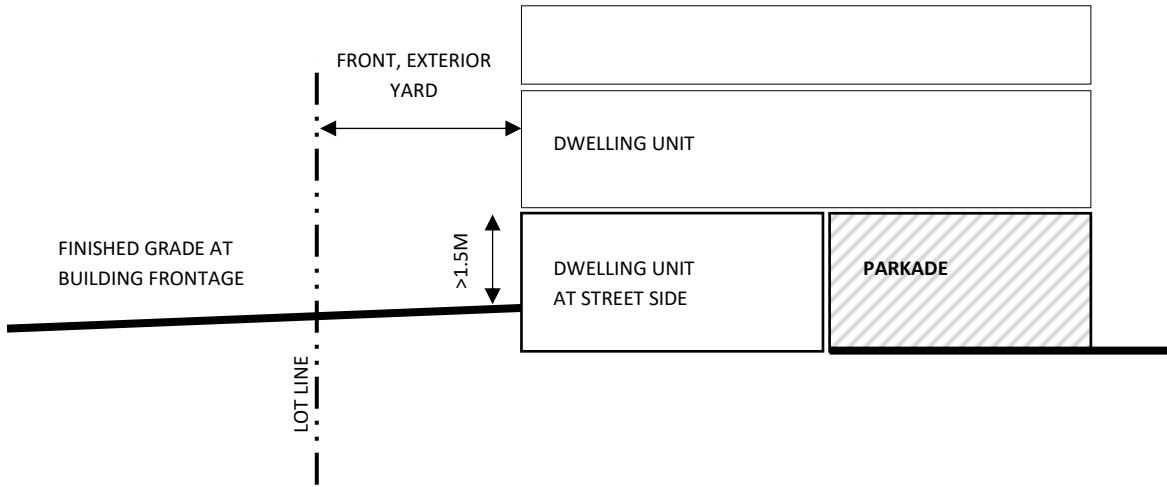 FRONT, EXTERIOR
YARD
DWELLING UNIT
FINISHED GRADE AT
BUILDING FRONTAGE
>1.5M
DWELLING UNIT
AT STREET SIDE
PARKADE
LOT LINE